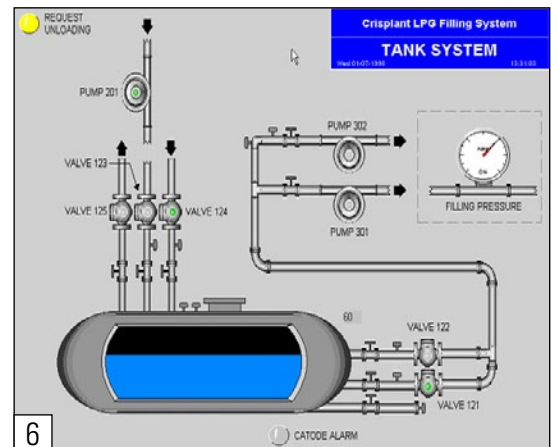 REQUEST
UNLOADING
Crisplant LPG Filling System
TANK SYSTEM
PUMP 201
PUMP 302
VALVE 123
VALVE 125
VALVE 124
PUMP 301
FILLING PRESSURE
60
VALVE 122
VALVE 121
CATODE ALARM
6